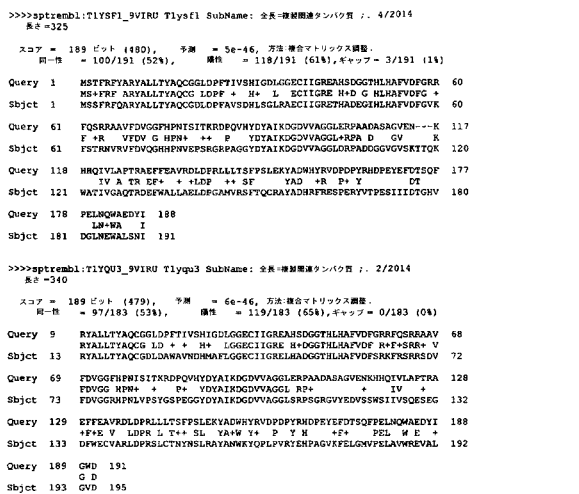 >>>>sptrembl:T1YSF1_9VIRU T1ysf1 SubName: 全長=複製関連タンパク質 ;. 4/2014
長さ =325
スコア = 189 ビット (480), 予測 = 5e-46, 方法:複合マトリックス調整.
同一性 = 100/191 (52%), 陽性 = 118/191 (61%),ギャップ = 3/191 (1%)
Query 1 MSTFRFYARYALLTYAQCGGLDPFTIVSHIGDLGGECIIGREAHSDGGTHLHAFVDFGRR 60
MS+FRF ARYALLTYAQCG LDPF + H+ L ECIIGRE H+D G HLHAFVDFG +
Sbjct 1 MSSFRFQARYALLTYAQCGDLDPFAVSDHLSGLRAECIIGRETHADEGIHLHAFVDFGVK 60
Query 61 FQSRRAAVFDVGGFHPNISITKRDPQVHYDYAIKDGDVVAGGLERPAADASAGVEN---K 117
F +R VFDV G HPN+ ++ P YDYAIKDGDVVAGGL+RPA D GV K
Sbjct 61 FSTRNVRVFDVQGHHPNVEPSRGRPAGGYDYAIKDGDVVAGGLDRPADDGGVGVSKTTQK 120
Query 118 HRQIVLAPTRAEFFEAVRDLDPRLLLTSFPSLEKYADWHYRVDPDPYRHDPEYEFDTSQF 177
IV A TR EF+ + +LDP ++ SF YAD +R P+ Y DT
Sbjct 121 WATIVGAQTRDEFWALLAELDPGAMVRSFTQCRAYADHRFRESPERYVTPESIIIDTGHV 180
Query 178 PELNQWAEDYI 188
LN+WA I
Sbjct 181 DGLNEWALSNI 191
>>>>sptrembl:T1YQU3_9VIRU T1yqu3 SubName: 全長=複製関連タンパク質 ;. 2/2014
長さ =340
スコア = 189 ビット (479), 予測 = 6e-46, 方法:複合マトリックス調整.
同一性 = 97/183 (53%), 陽性 = 119/183 (65%),ギャップ = 0/183 (0%)
Query 9 RYALLTYAQCGGLDPFTIVSHIGDLGGECIIGREAHSDGGTHLHAFVDFGRRFQSRRAAV 68
RYALLTYAQCG LD + + H+ LGGECIIGRE H+DGGTHLHAFVDF R+F+SRR+ V
Sbjct 13 RYALLTYAQCGDLDAWAVNDHMAFLGGECIIGRELHADGGTHLHAFVDFSRKFRSRRSDV 72
Query 69 FDVGGFHPNISITKRDPQVHYDYAIKDGDVVAGGLERPAADASAGVENKHHQIVLAPTRA 128
FDVGG HPN+ + P+ YDYAIKDGDVVAGGL RP+ + IV +
Sbjct 73 FDVGGRHPNLVPSYGSPEGGYDYAIKDGDVVAGGLSRPSGRGVYEDVSSWSIIVSQESEG 132
Query 129 EFFEAVRDLDPRLLLTSFPSLEKYADWHYRVDPDPYRHDPEYEFDTSQFPELNQWAEDYI 188
+F+E V LDPR L T++ SL YA+W Y+ P Y H +F+ PEL W E +
Sbjct 133 DFWECVARLDPRSLCTNYNSLRAYANWKYQPLPVRYEHPAGVKFELGMVPELAVWREVAL 192
Query 189 GWD 191
G D
Sbjct 193 GVD 195